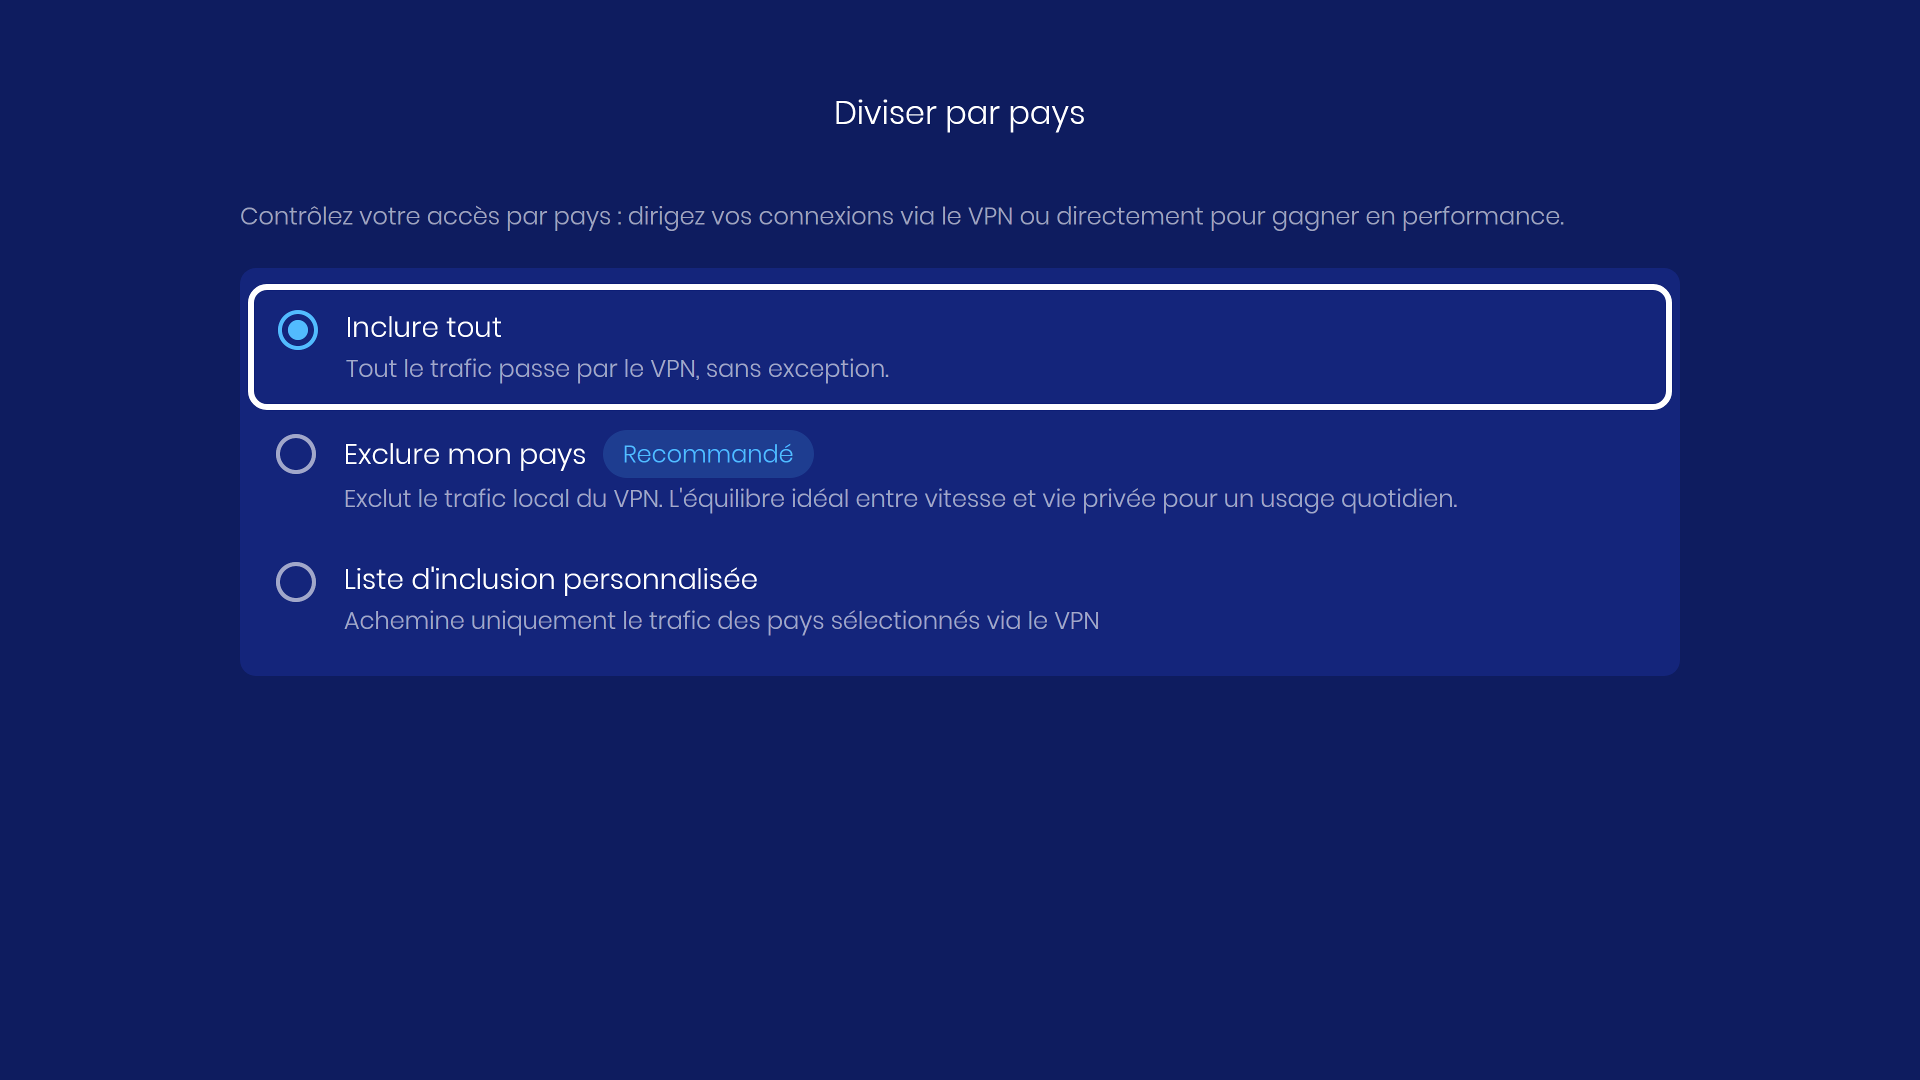 Diviser par pays
Contrôlez votre accès par pays : dirigez vos connexions via le VPN ou directement pour gagner en performance.
Inclure tout
Tout le trafic passe par le VPN, sans exception.
Exclure mon pays Recommandé
Exclut le trafic local du VPN. L'équilibre idéal entre vitesse et vie privée pour un usage quotidien.
Liste d'inclusion personnalisée
Achemine uniquement le trafic des pays sélectionnés via le VPN